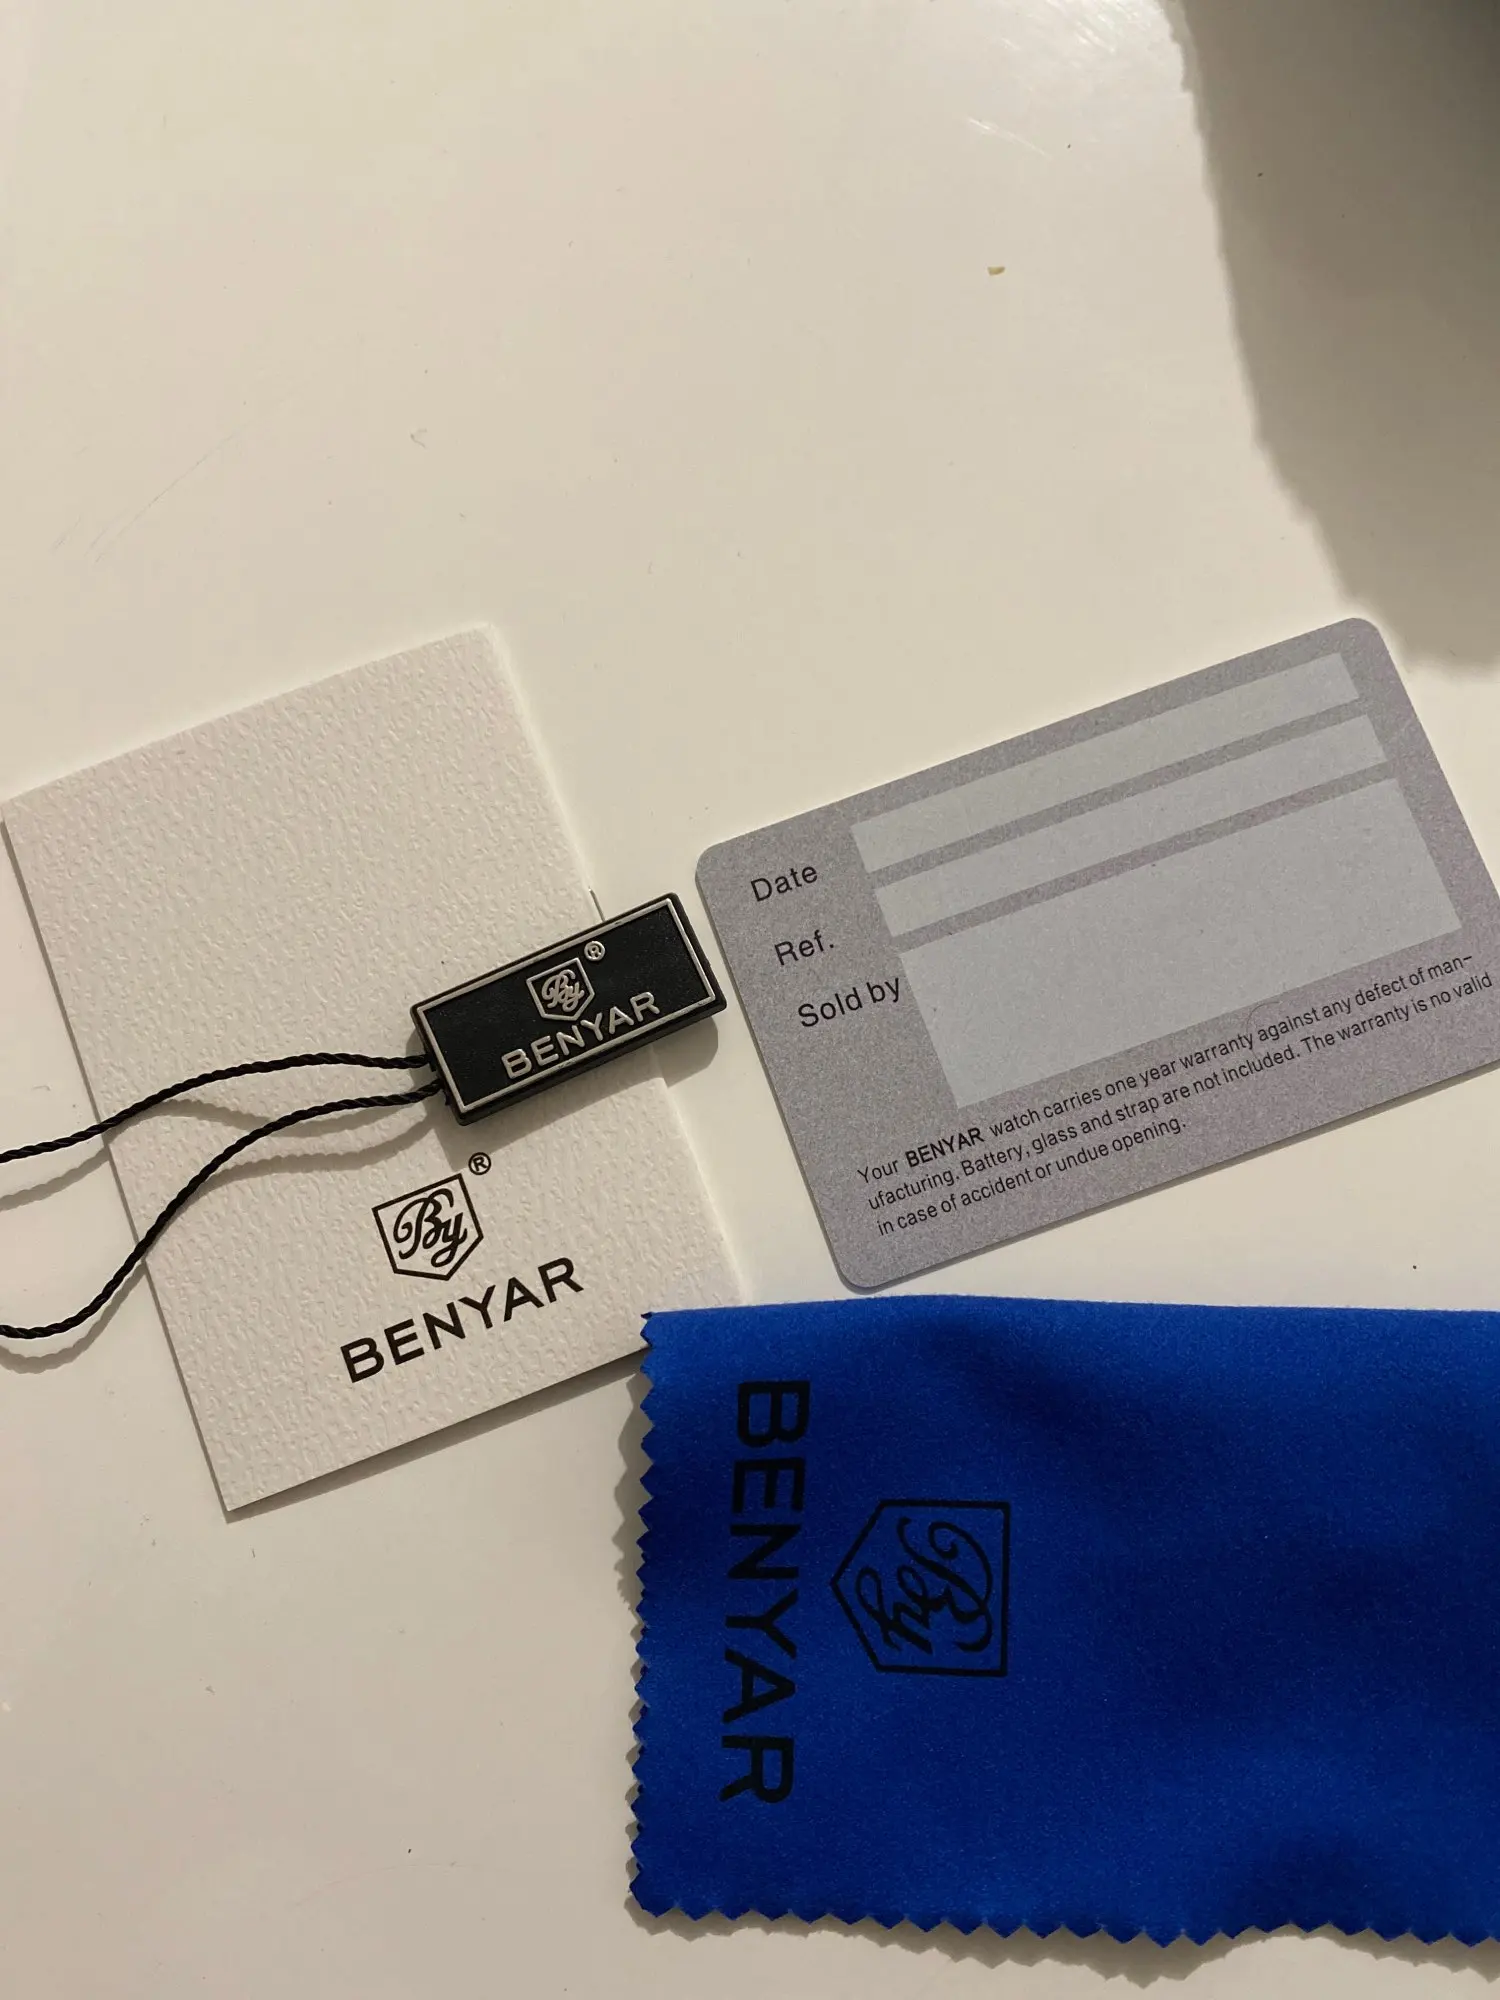 By ®
BENYAR
By ®
BENYAR
Date
Ref.
Sold by
Your BENYAR watch carries one year warranty against any defect of man-
ufacturing. Battery, glass and strap are not included. The warranty is no valid
in case of accident or undue opening.
By
BENYAR